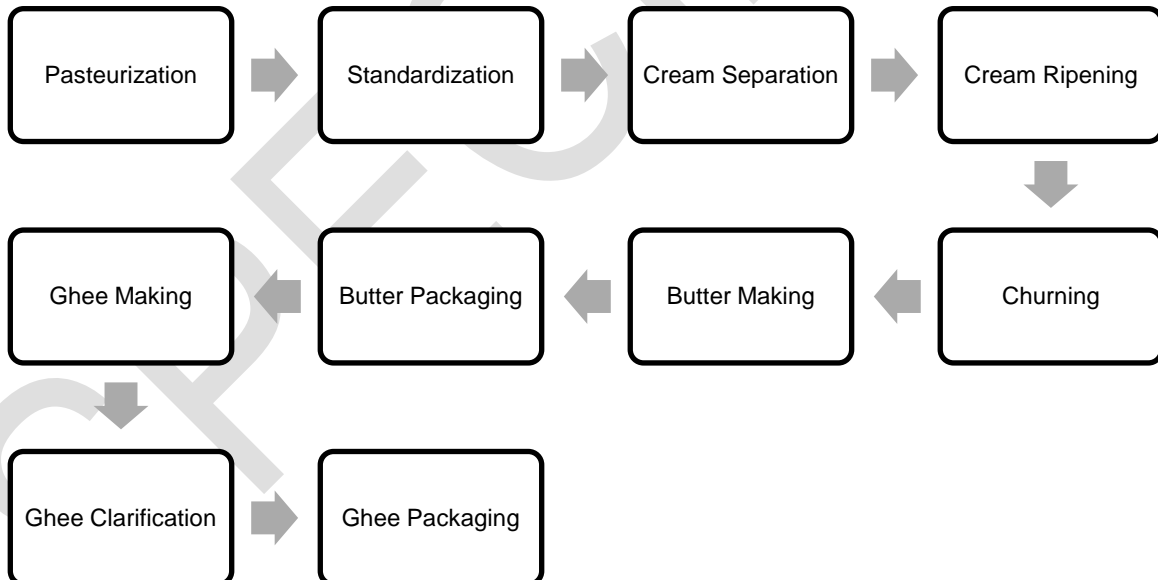 Pasteurization
Standardization
Cream Separation
Cream Ripening
Churning
Butter Making
Butter Packaging
Ghee Making
Ghee Clarification
Ghee Packaging